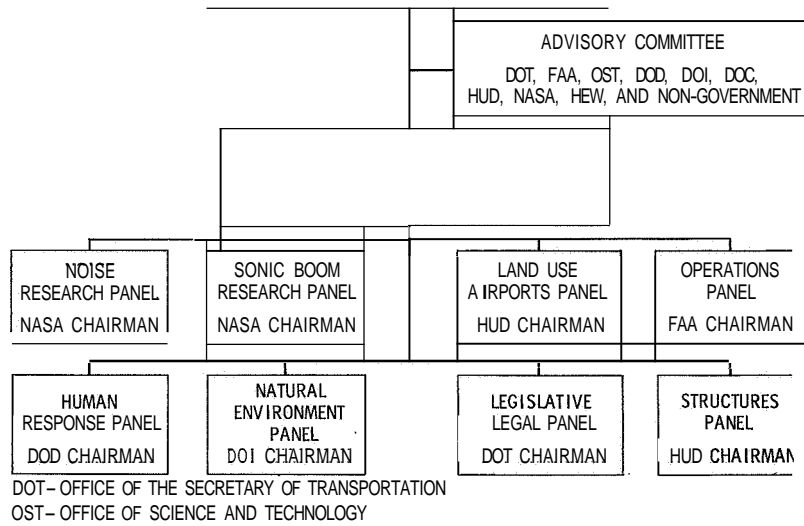 ADVISORY COMMITTEE
DOT, FAA, OST, DOD, DOI, DOC,
HUD, NASA, HEW, AND NON-GOVERNMENT
NOISE
RESEARCH PANEL
NASA CHAIRMAN
SONIC BOOM
RESEARCH PANEL
NASA CHAIRMAN
LAND USE
AIRPORTS PANEL
HUD CHAIRMAN
OPERATIONS
PANEL
FAA CHAIRMAN
HUMAN
RESPONSE PANEL
DOD CHAIRMAN
NATURAL
ENVIRONMENT
PANEL
DOI CHAIRMAN
LEGISLATIVE
LEGAL PANEL
DOT CHAIRMAN
STRUCTURES
PANEL
HUD CHAIRMAN
DOT–OFFICE OF THE SECRETARY OF TRANSPORTATION
OST–OFFICE OF SCIENCE AND TECHNOLOGY